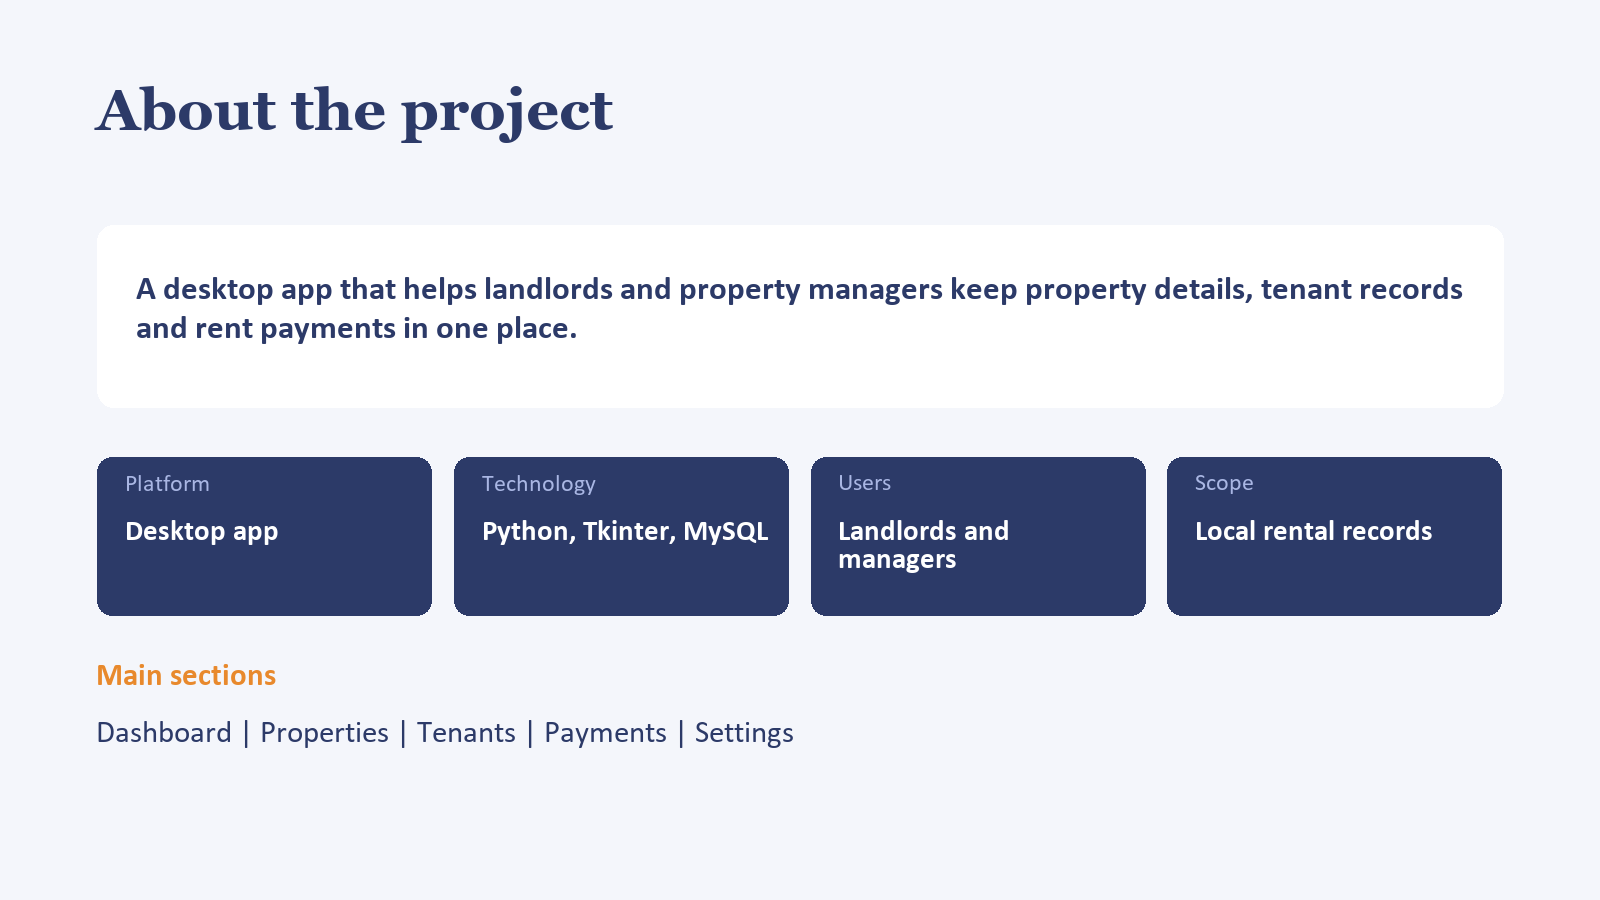 About the project
A desktop app that helps landlords and property managers keep property details, tenant records
and rent payments in one place.
Platform
Desktop app
Technology
Python, Tkinter, MySQL
Users
Landlords and
managers
Scope
Local rental records
Main sections
Dashboard | Properties | Tenants | Payments | Settings